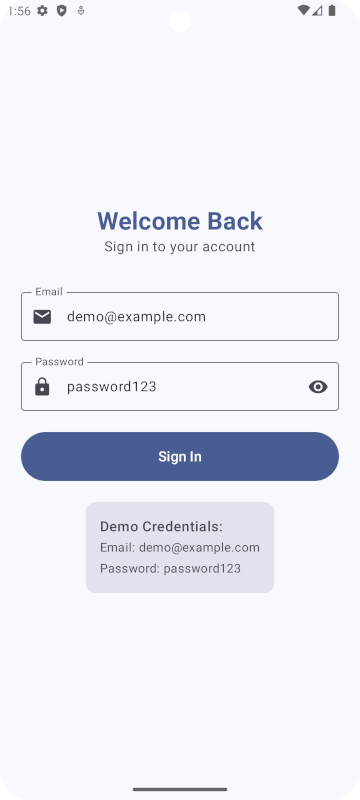 1:56
Welcome Back
Sign in to your account
Email
demo@example.com
Password
password123
Sign In
Demo Credentials:
Email: demo@example.com
Password: password123